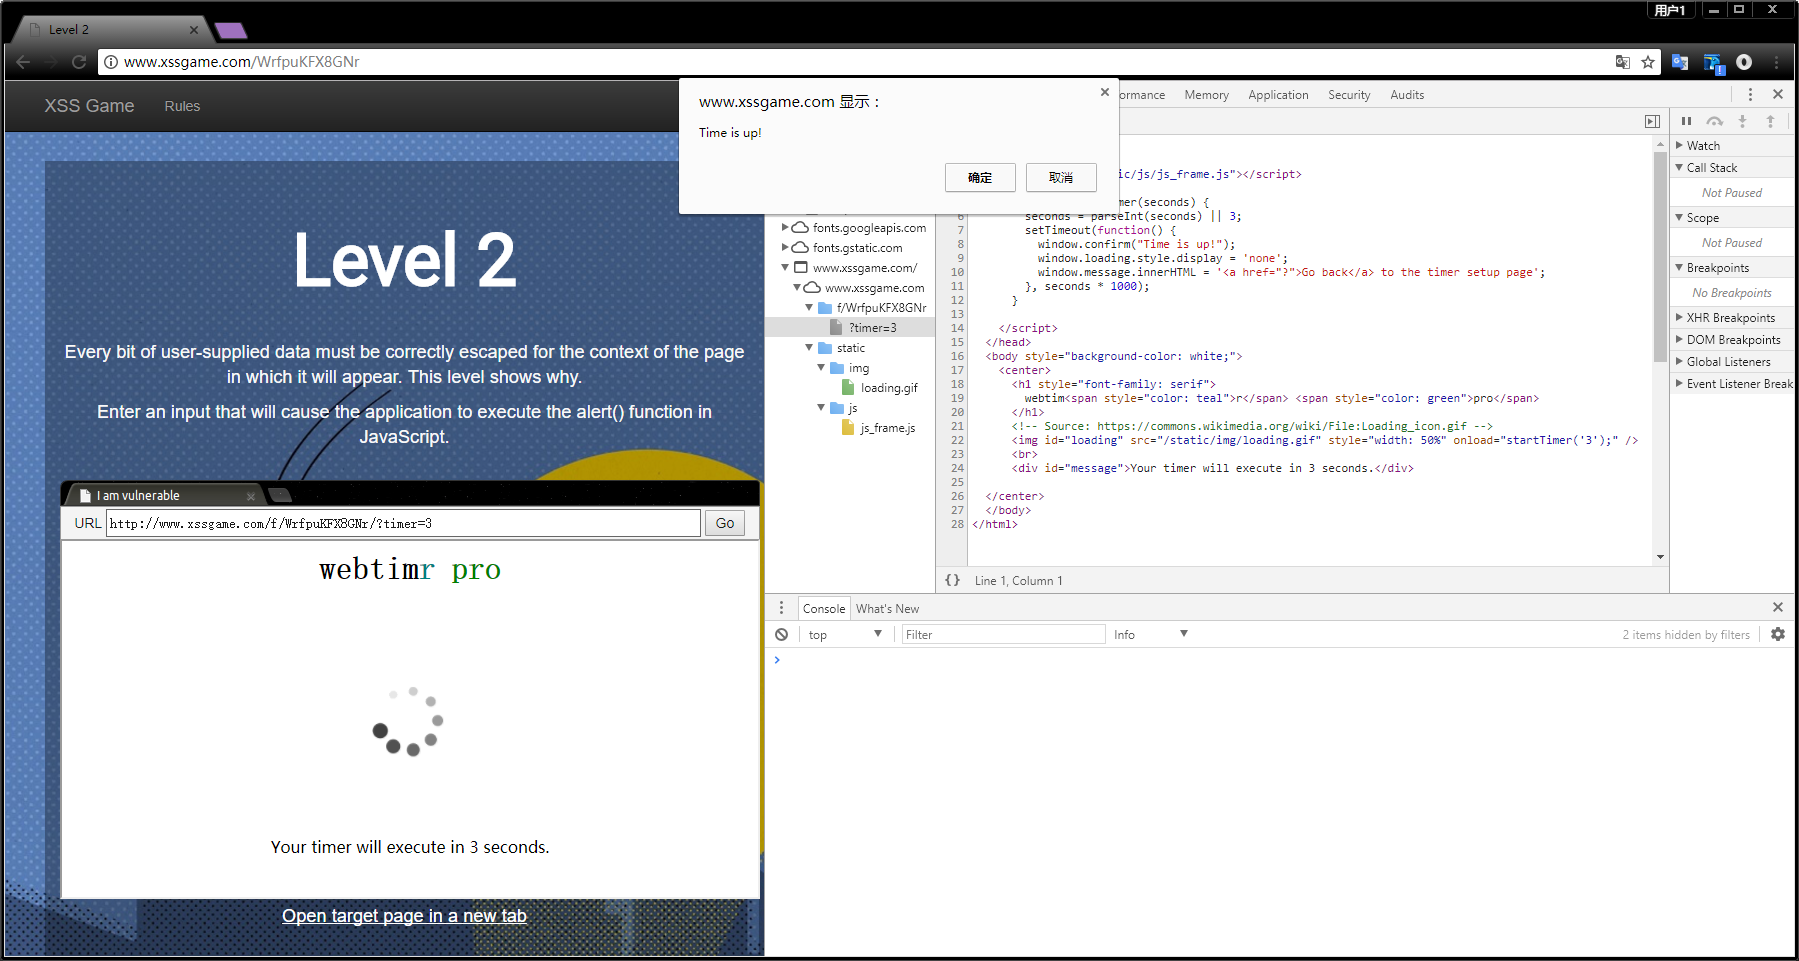 用户1
Level 2
www.xssgame.com/WrfpuKFX8GNr
XSS Game
Rules
www.xssgame.com 显示：
Time is up!
确定
取消
Level 2
Every bit of user-supplied data must be correctly escaped for the context of the page
in which it will appear. This level shows why.
Enter an input that will cause the application to execute the alert() function in
JavaScript.
I am vulnerable
URL
http://www.xssgame.com/f/WrfpuKFX8GNr/?timer=3
Go
webtimr pro
Your timer will execute in 3 seconds.
Open target page in a new tab
ormance
Memory
Application
Security
Audits
fonts.googleapis.com
fonts.gstatic.com
www.xssgame.com/
www.xssgame.com
f/WrfpuKFX8GNr
?timer=3
static
img
loading.gif
js
js_frame.js
ic/js/js_frame.js"></script>
mer(seconds) {
6 seconds = parseInt(seconds) || 3;
7 setTimeout(function() {
8 window.confirm("Time is up!");
9 window.loading.style.display = 'none';
10 window.message.innerHTML = '<a href="?">Go back</a> to the timer setup page';
11 }, seconds * 1000);
12 }
13
14 </script>
15 </head>
16 <body style="background-color: white;">
17 <center>
18 <h1 style="font-family: serif">
19 webtim<span style="color: teal">r</span> <span style="color: green">pro</span>
20 </h1>
21 <!-- Source: https://commons.wikimedia.org/wiki/File:Loading_icon.gif -->
22 <img id="loading" src="/static/img/loading.gif" style="width: 50%" onload="startTimer('3');" />
23 <br>
24 <div id="message">Your timer will execute in 3 seconds.</div>
25
26 </center>
27 </body>
28 </html>
{} Line 1, Column 1
Watch
Call Stack
Not Paused
Scope
Not Paused
Breakpoints
No Breakpoints
XHR Breakpoints
DOM Breakpoints
Global Listeners
Event Listener Break
Console
What's New
top
Filter
Info
2 items hidden by filters